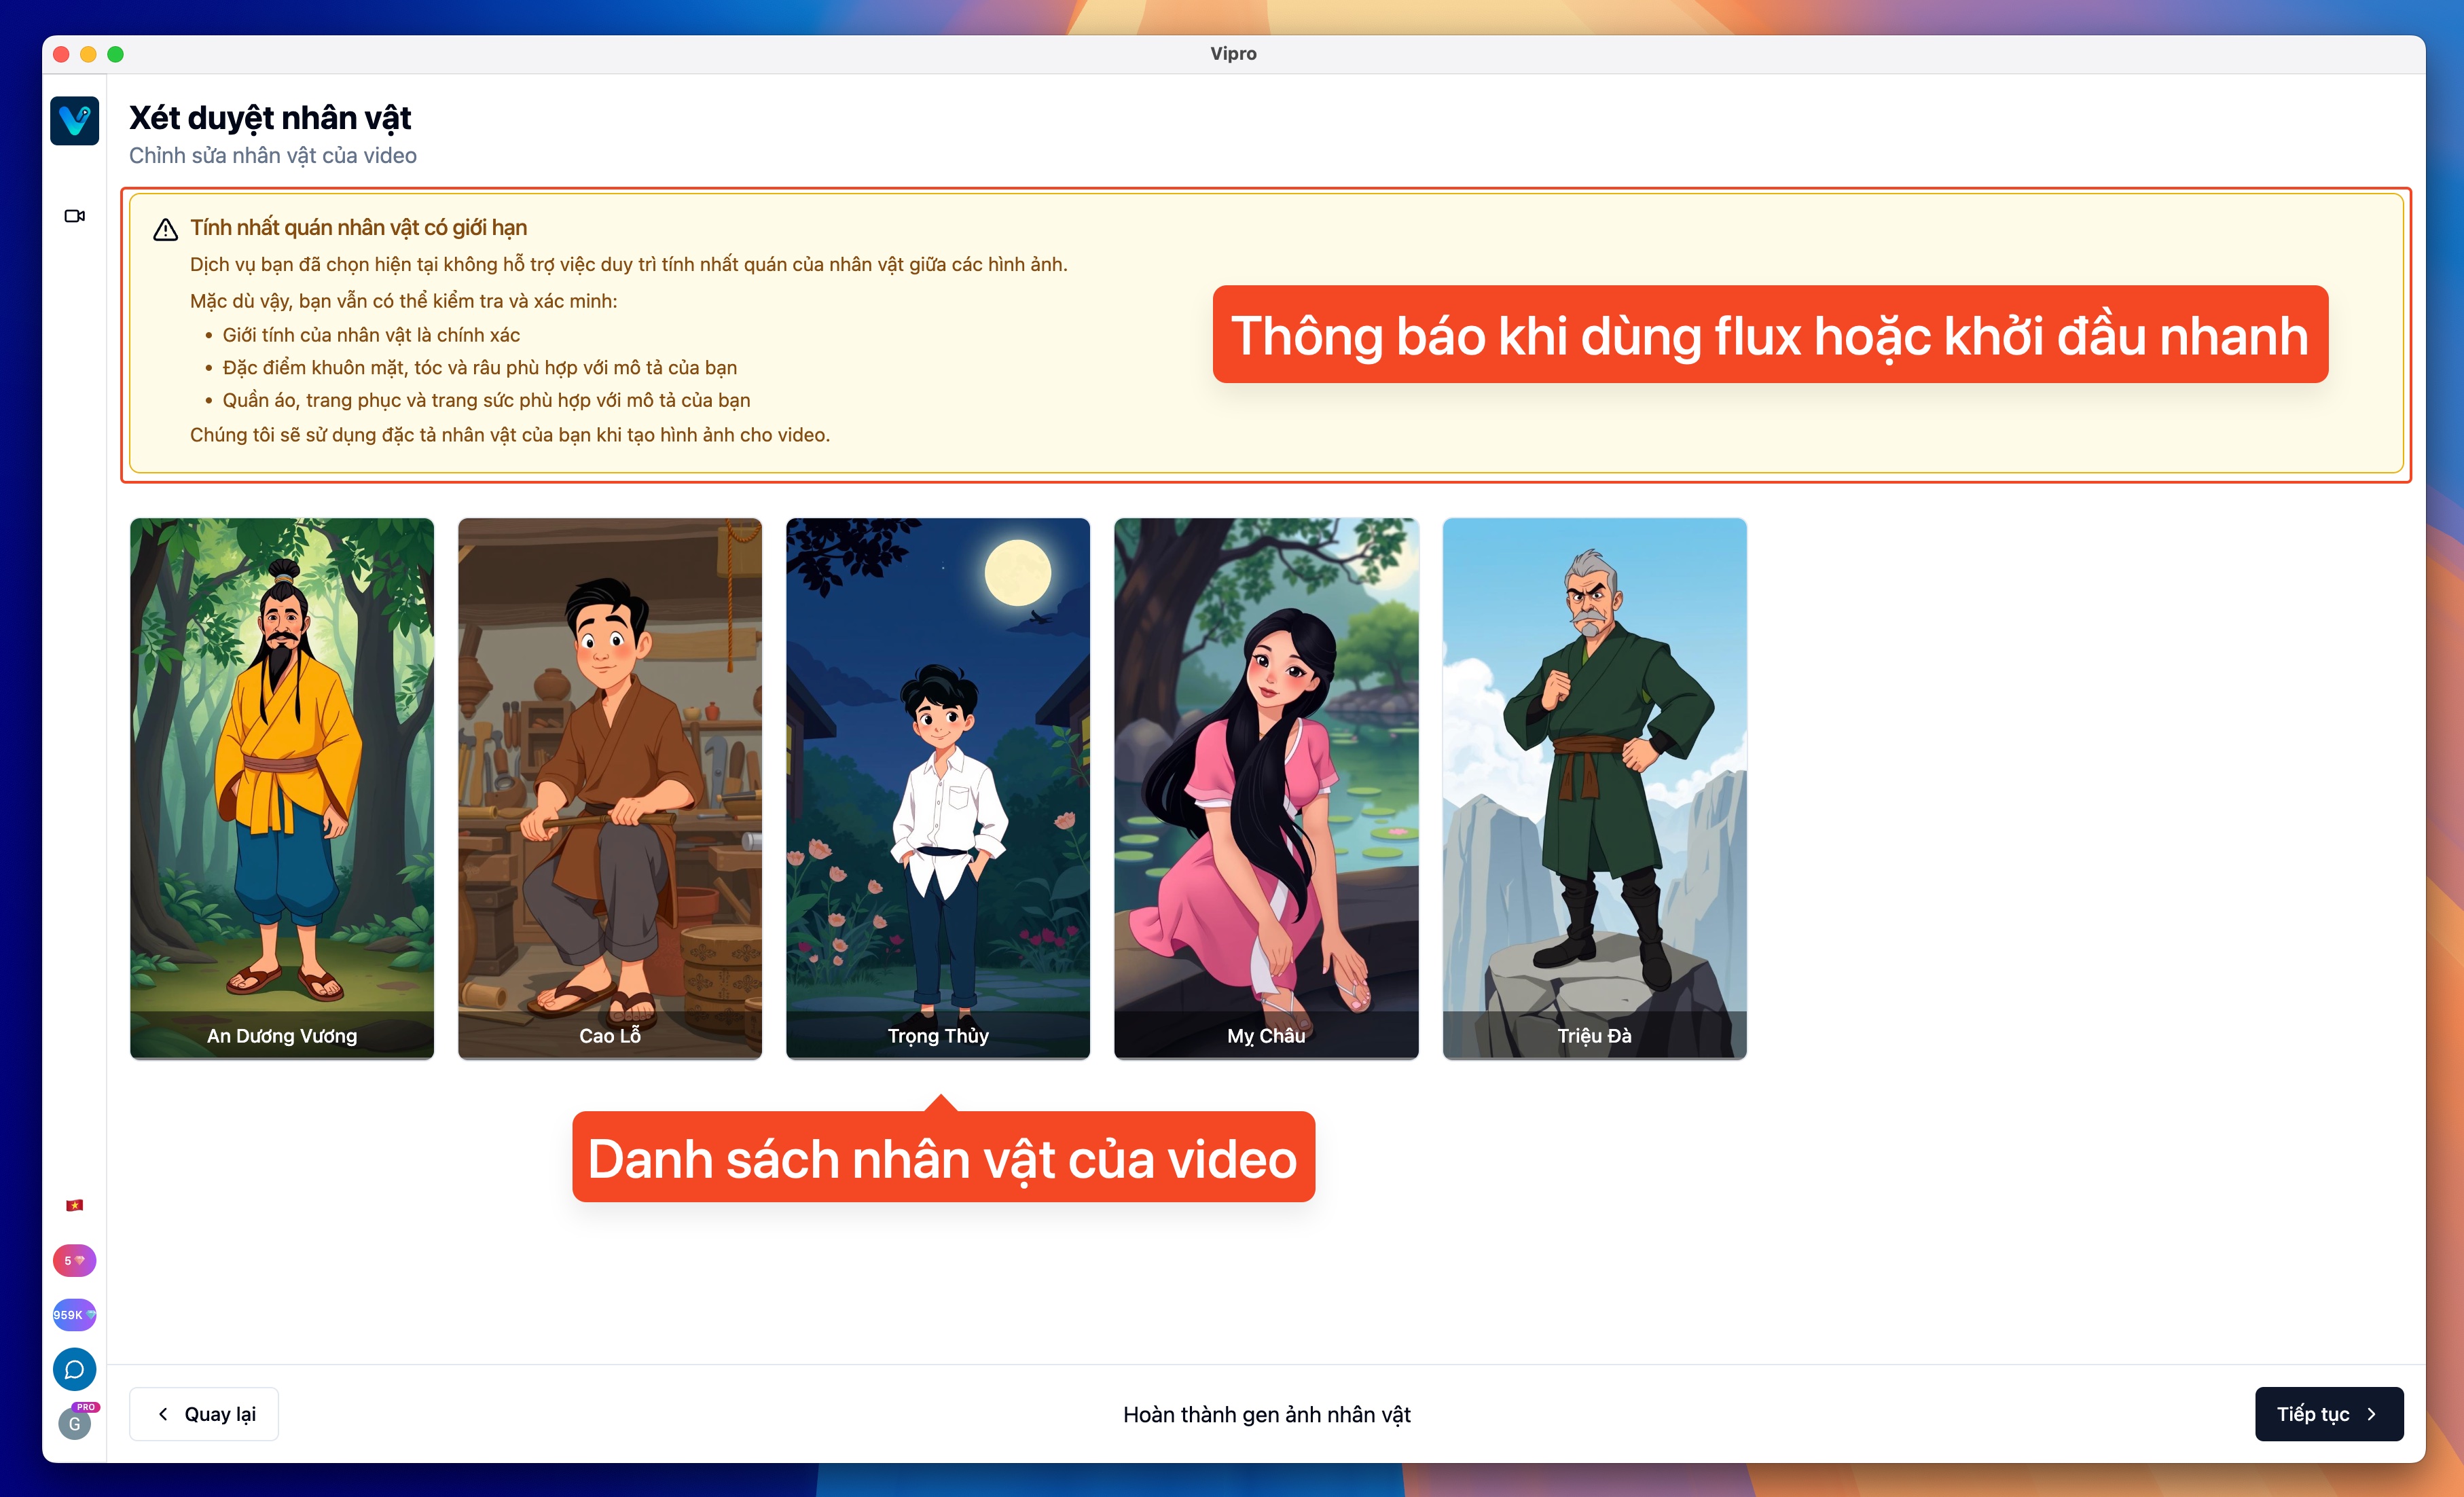 Vipro
Xét duyệt nhân vật
Chỉnh sửa nhân vật của video
Tính nhất quán nhân vật có giới hạn
Dịch vụ bạn đã chọn hiện tại không hỗ trợ việc duy trì tính nhất quán của nhân vật giữa các hình ảnh.
Mặc dù vậy, bạn vẫn có thể kiểm tra và xác minh:
• Giới tính của nhân vật là chính xác
• Đặc điểm khuôn mặt, tóc và râu phù hợp với mô tả của bạn
• Quần áo, trang phục và trang sức phù hợp với mô tả của bạn
Chúng tôi sẽ sử dụng đặc tả nhân vật của bạn khi tạo hình ảnh cho video.
Thông báo khi dùng flux hoặc khởi đầu nhanh
An Dương Vương
Cao Lỗ
Trọng Thủy
Mỵ Châu
Triệu Đà
Danh sách nhân vật của video
5
959K
PRO
G
Quay lại
Hoàn thành gen ảnh nhân vật
Tiếp tục